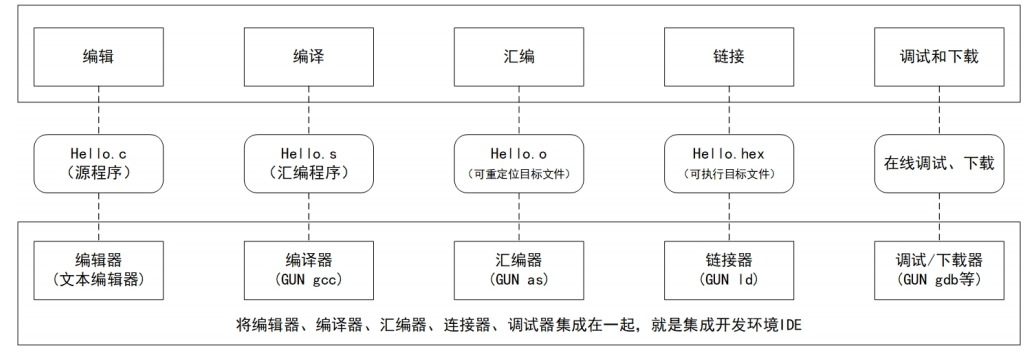 编辑
编译
汇编
链接
调试和下载
Hello.c
(源程序)
Hello.s
(汇编程序)
Hello.o
(可重定位目标文件)
Hello.hex
(可执行目标文件)
在线调试、下载
编辑器
(文本编辑器)
编译器
(GUN gcc)
汇编器
(GUN as)
链接器
(GUN ld)
调试/下载器
(GUN gdb等)
将编辑器、编译器、汇编器、连接器、调试器集成在一起，就是集成开发环境IDE